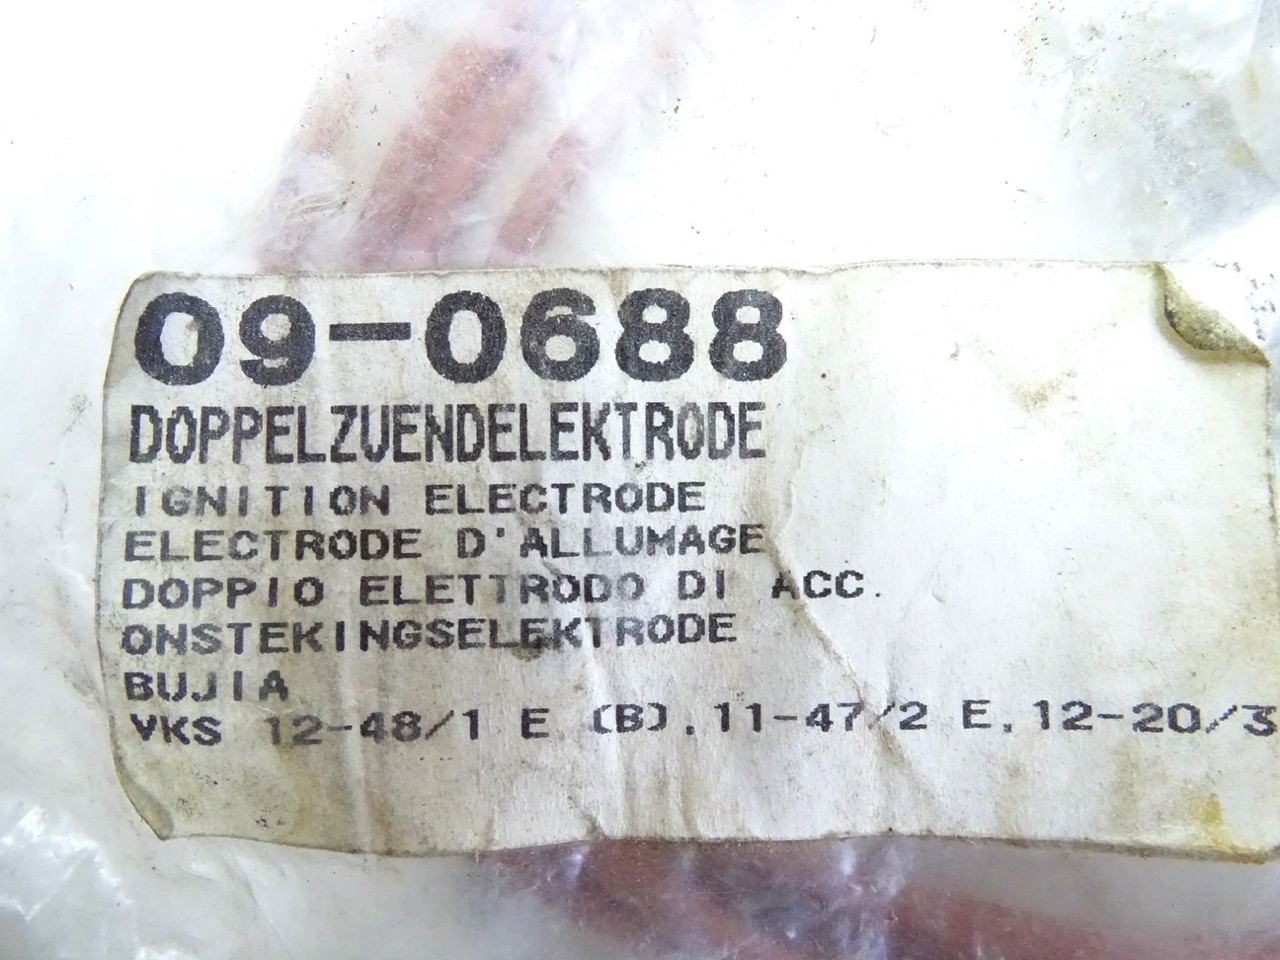 09-0688
DOPPELZUENDELEKTRODE
IGNITION ELECTRODE
ELECTRODE D'ALLUMAGE
DOPPIO ELETTRODO DI ACC.
ONSTEKINGSELEKTRODE
BUJIA
VKS 12-48/1 E (B),11-47/2 E,12-20/3